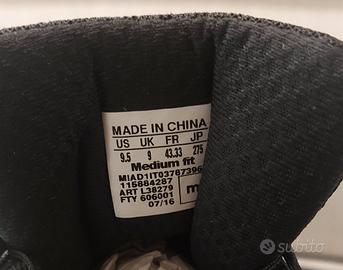 MADE IN CHINA
US UK FR JP
9.5 9 43.33 275
Medium fit
MIAD1IT03787396
115884287
ART L38279
FTY 606001
07/16
m
subito